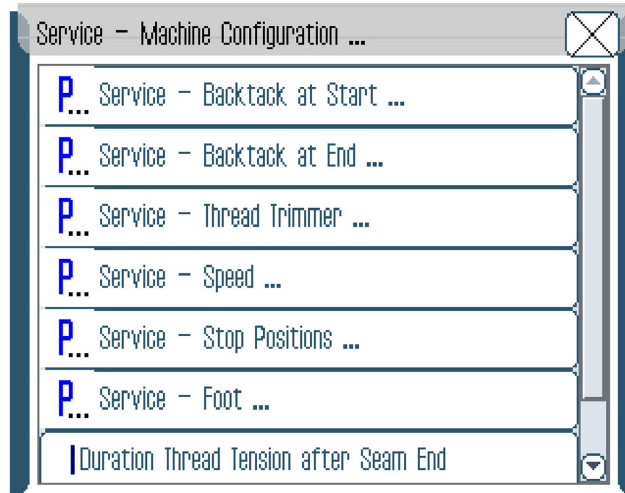 Service - Machine Configuration ...
P... Service - Backtack at Start ...
P... Service - Backtack at End ...
P... Service - Thread Trimmer ...
P... Service - Speed ...
P... Service - Stop Positions ...
P... Service - Foot ...
Duration Thread Tension after Seam End